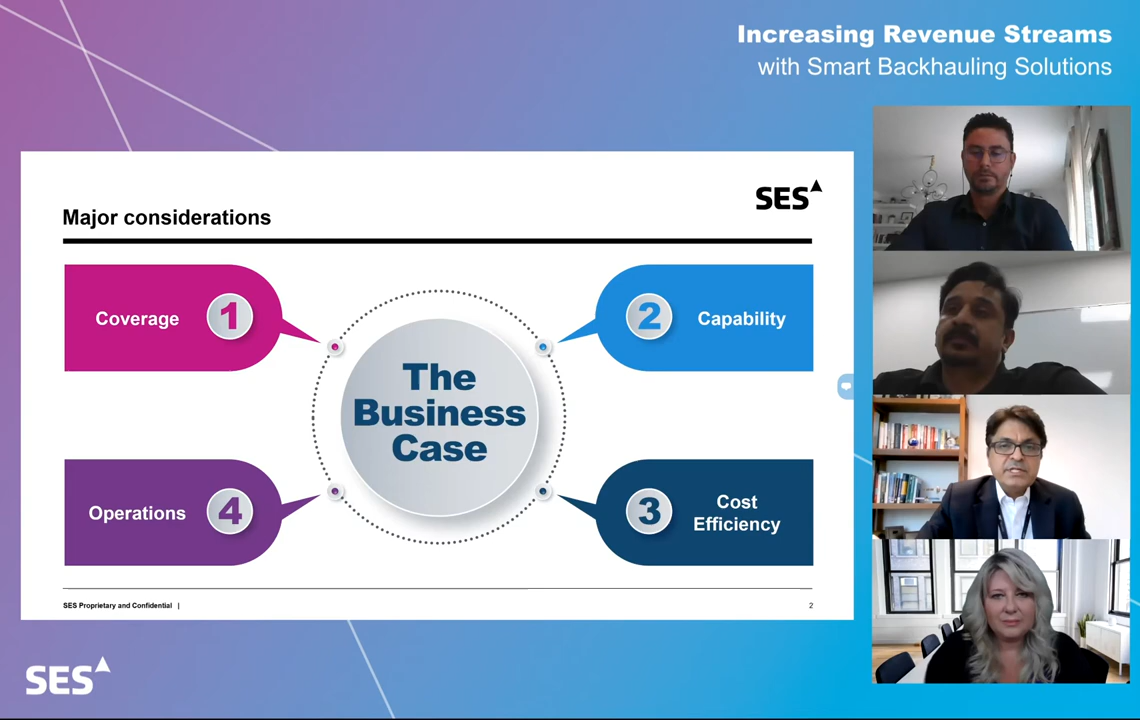 Increasing Revenue Streams
with Smart Backhauling Solutions
SES
Major considerations
Coverage
1
2
Capability
The
Business
Case
Operations
4
3
Cost
Efficiency
SES Proprietary and Confidential |
2
SES